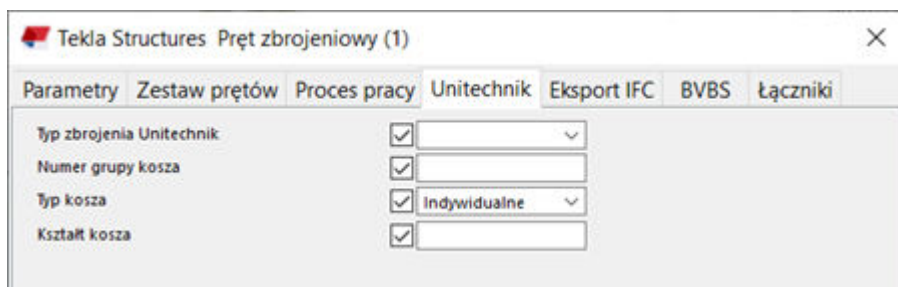 Tekla Structures Pręt zbrojeniowy (1)
Parametry Zestaw prętów Proces pracy Unitechnik Eksport IFC BVBS Łączniki
Typ zbrojenia Unitechnik
Numer grupy kosza
Typ kosza Indywidualne
Kształt kosza